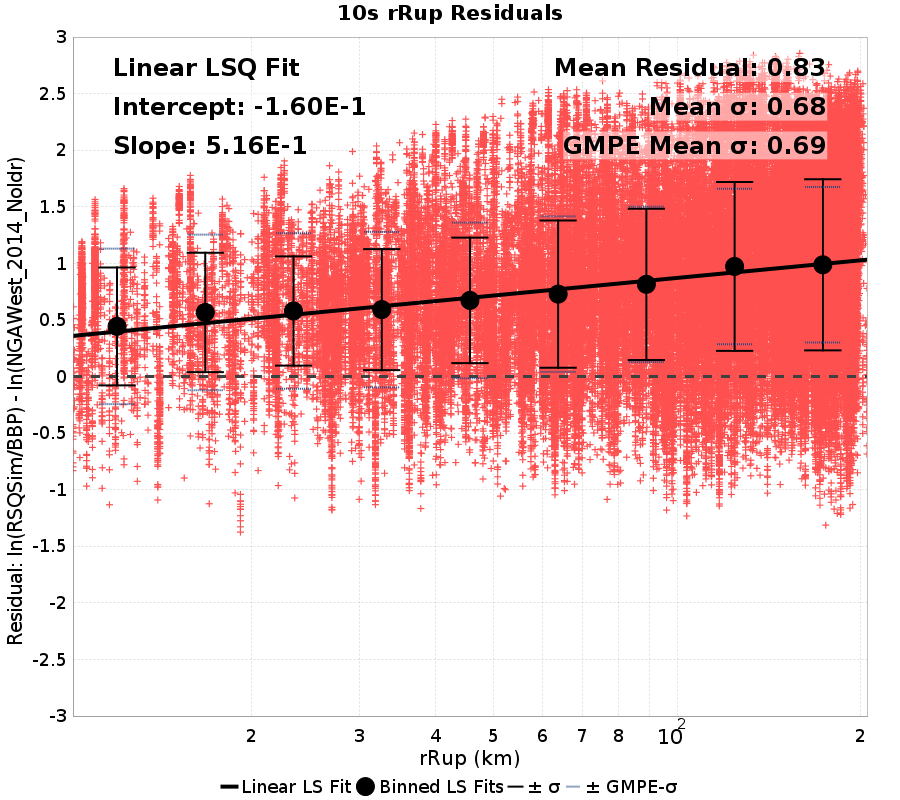 10s rRup Residuals
Linear LSQ Fit
Intercept: -1.60E-1
Slope: 5.16E-1
Mean Residual: 0.83
Mean σ: 0.68
GMPE Mean σ: 0.69
Residual: ln(RSQSim/BBP) - ln(NGAWest_2014_NoIdr)
3
2.5
2
1.5
1
0.5
0
-0.5
-1
-1.5
-2
-2.5
-3
2 3 4 5 6 7 8 10² 2
rRup (km)
Linear LS Fit Binned LS Fits ± σ ± GMPE-σ